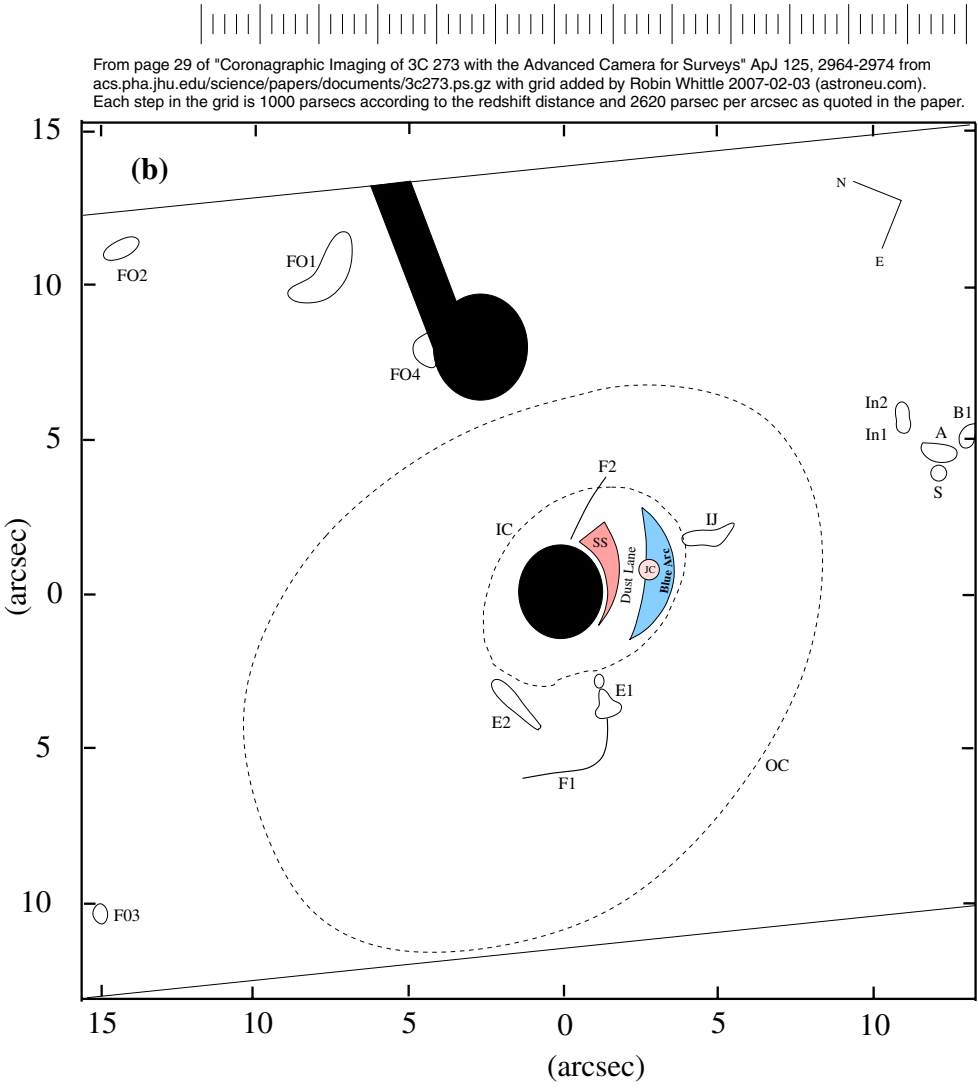 From page 29 of "Coronagraphic Imaging of 3C 273 with the Advanced Camera for Surveys" ApJ 125, 2964-2974 from
acs.pha.jhu.edu/science/papers/documents/3c273.ps.gz with grid added by Robin Whittle 2007-02-03 (astroneu.com).
Each step in the grid is 1000 parsecs according to the redshift distance and 2620 parsec per arcsec as quoted in the paper.
15
(b)
N
E
FO2
FO1
10
FO4
In2
In1
B1
A
S
5
F2
IC
SS
Dust Lane
JC
Blue Arc
IJ
(arcsec)
0
E1
E2
F1
OC
5
10
F03
15
10
5
0
5
10
(arcsec)